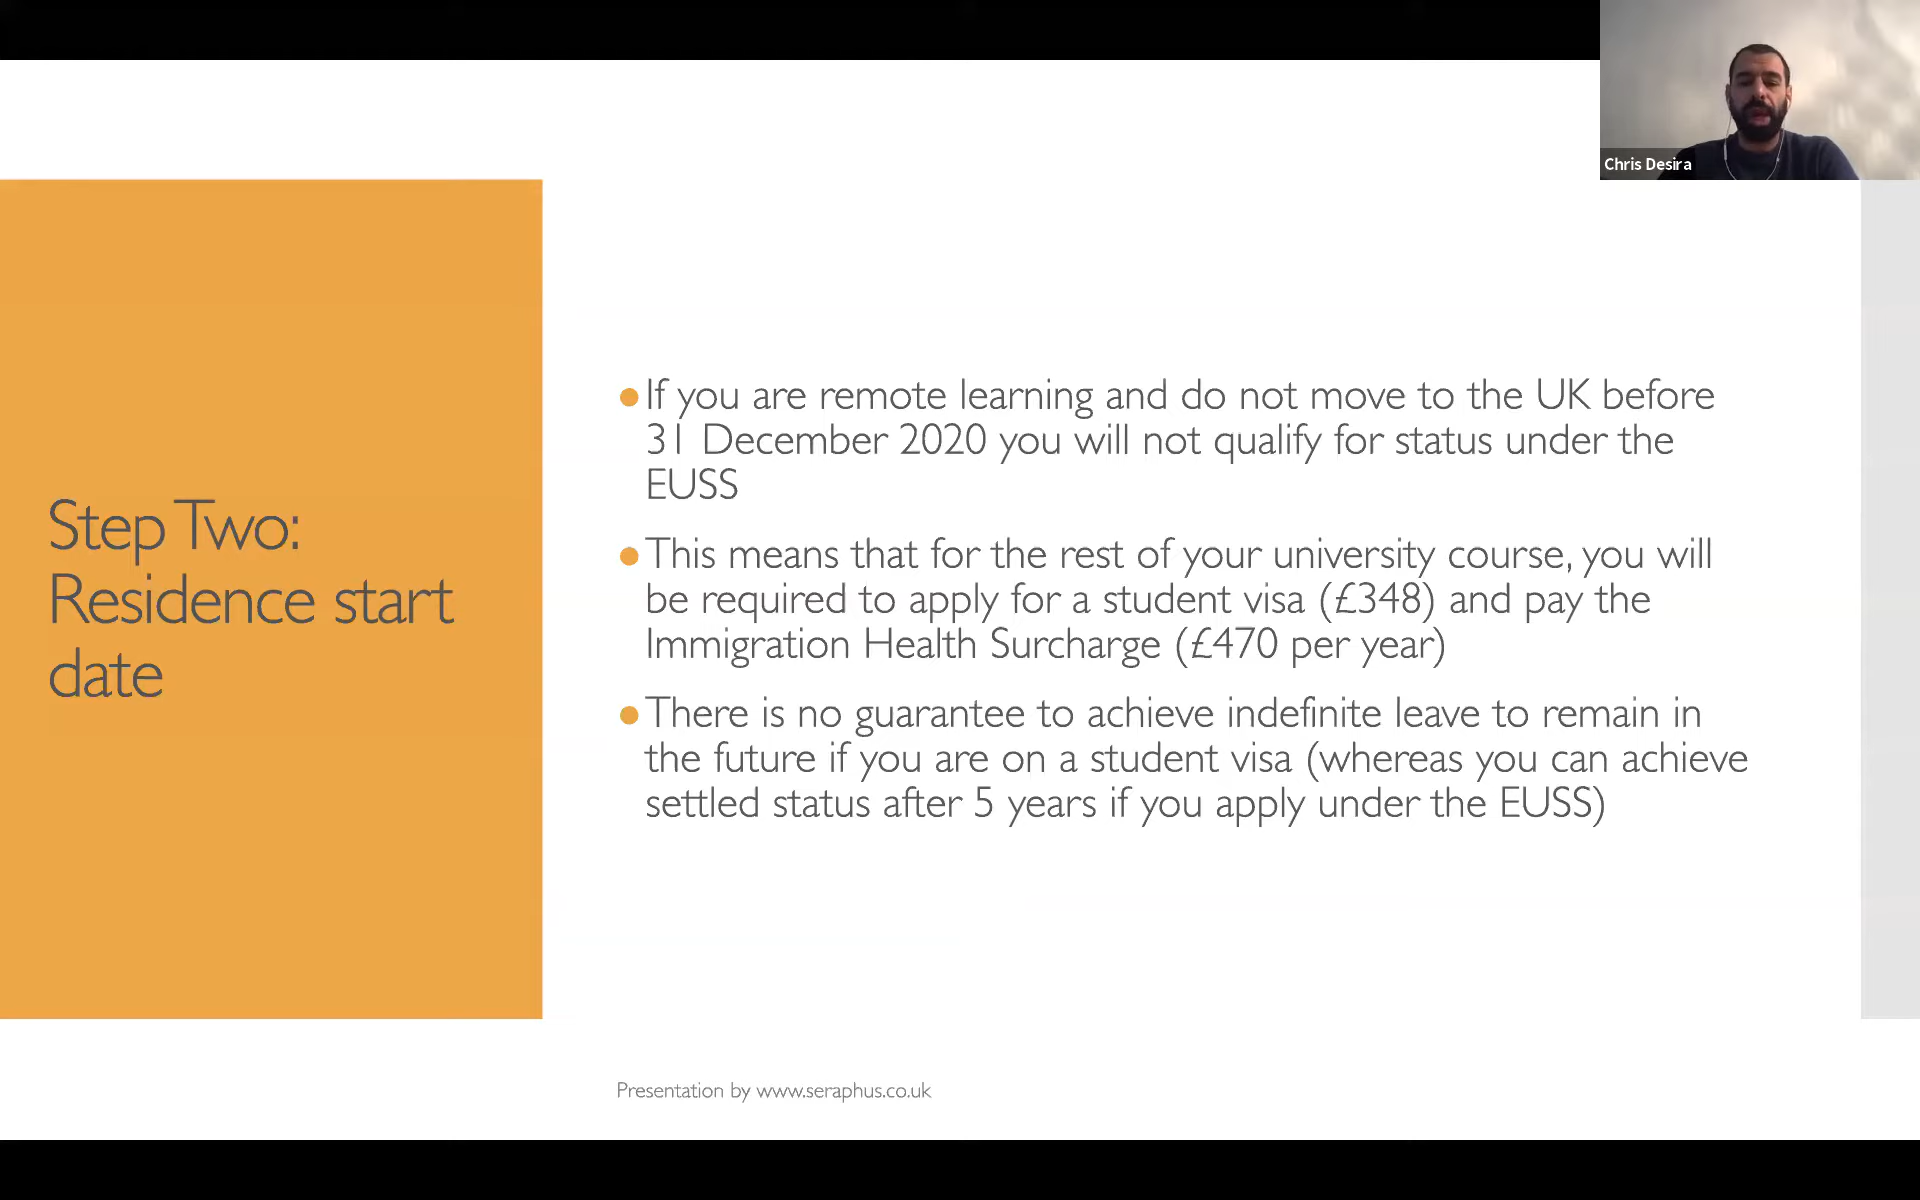 Chris Desira
Step Two:
Residence start
date
●If you are remote learning and do not move to the UK before
31 December 2020 you will not qualify for status under the
EUSS
●This means that for the rest of your university course, you will
be required to apply for a student visa (£348) and pay the
Immigration Health Surcharge (£470 per year)
●There is no guarantee to achieve indefinite leave to remain in
the future if you are on a student visa (whereas you can achieve
settled status after 5 years if you apply under the EUSS)
Presentation by www.seraphus.co.uk